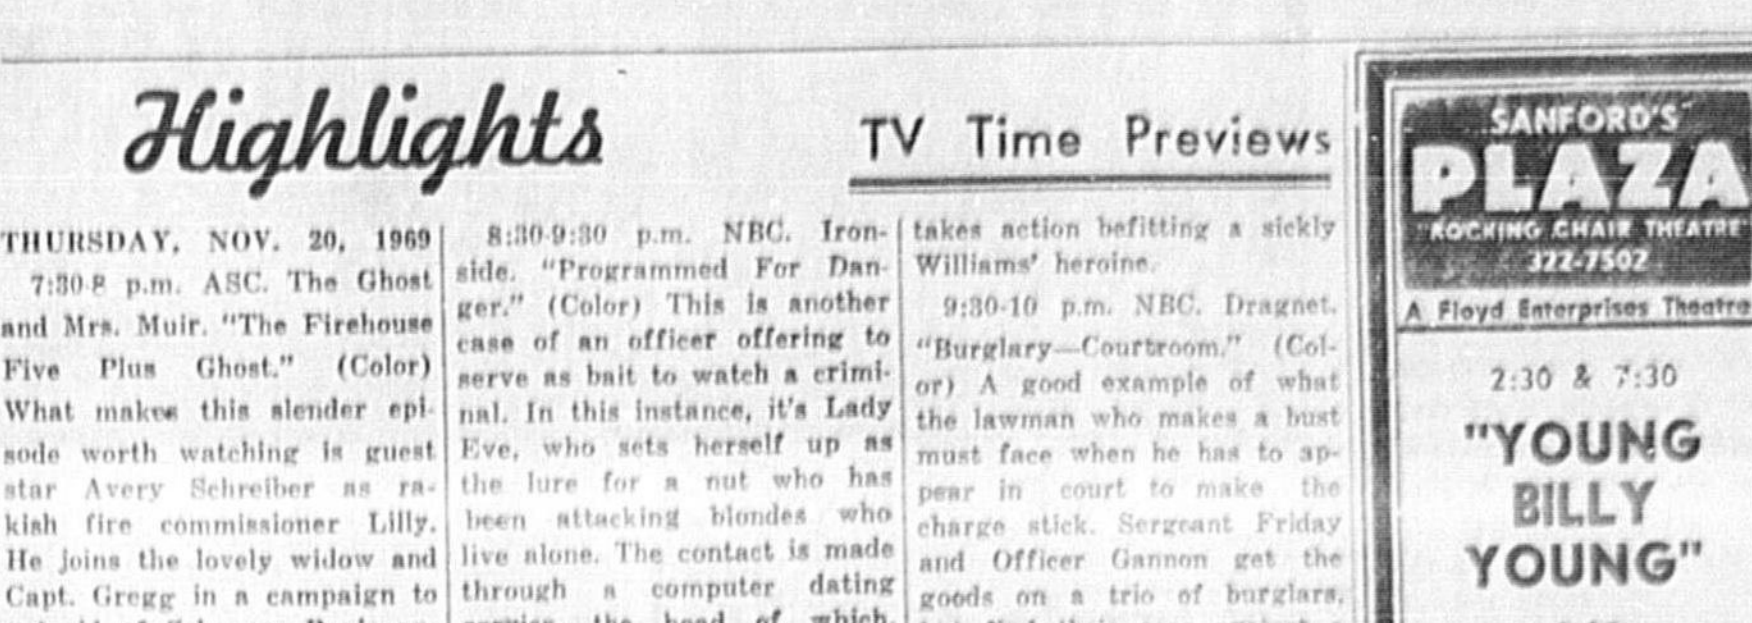 Highlights
TV Time Previews
THURSDAY, NOV. 20, 1969
7:30-8 p.m. ASC. The Ghost
and Mrs. Muir. "The Firehouse
Five Plus Ghost." (Color)
What makes this slender epi-
sode worth watching is guest
star Avery Schreiber as ra-
kish fire commissioner Lilly.
He joins the lovely widow and
Capt. Gregg in a campaign to
8:30-9:30 p.m. NBC. Iron-
side. "Programmed For Dan-
ger." (Color) This is another
case of an officer offering to
serve as bait to watch a crimi-
nal. In this instance, it's Lady
Eve, who sets herself up as
the lure for a nut who has
been attacking blondes who
live alone. The contact is made
through a computer dating
the head of which,
takes action befitting a sickly
Williams' heroine.
9:30-10 p.m. NBC. Dragnet.
"Burglary—Courtroom." (Col-
or) A good example of what
the lawman who makes a bust
must face when he has to ap-
pear in court to make the
charge stick. Sergeant Friday
and Officer Gannon get the
goods on a trio of burglars,
SANFORD'S
PLAZA
"ROCKING CHAIR THEATRE"
322-7502
A Floyd Enterprises Theatre
2:30 & 7:30
"YOUNG
BILLY
YOUNG"